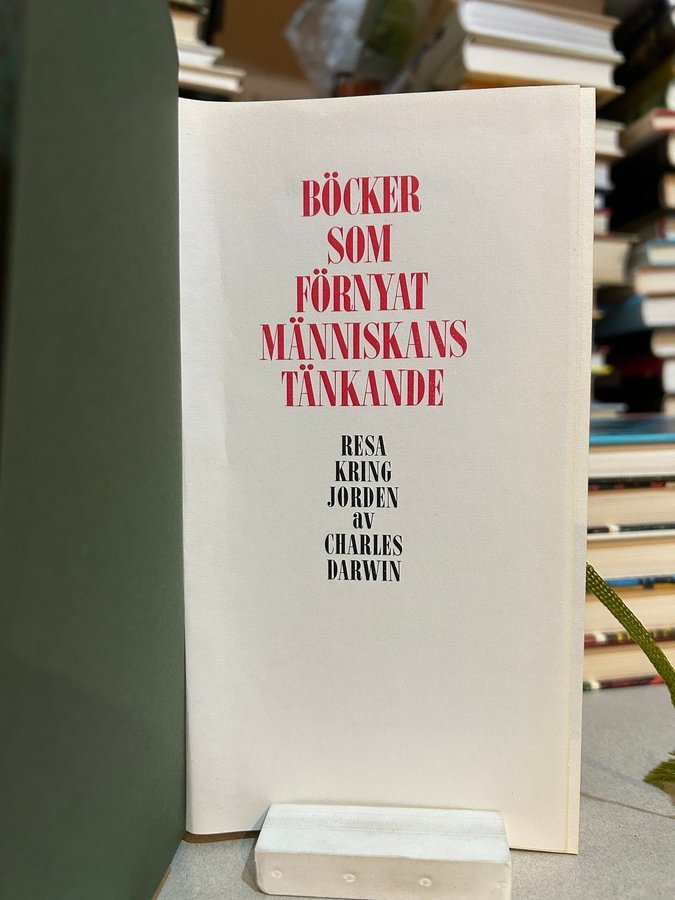 BÖCKER
SOM
FÖRNYAT
MÄNNISKANS
TÄNKANDE
RESA
KRING
JORDEN
av
CHARLES
DARWIN